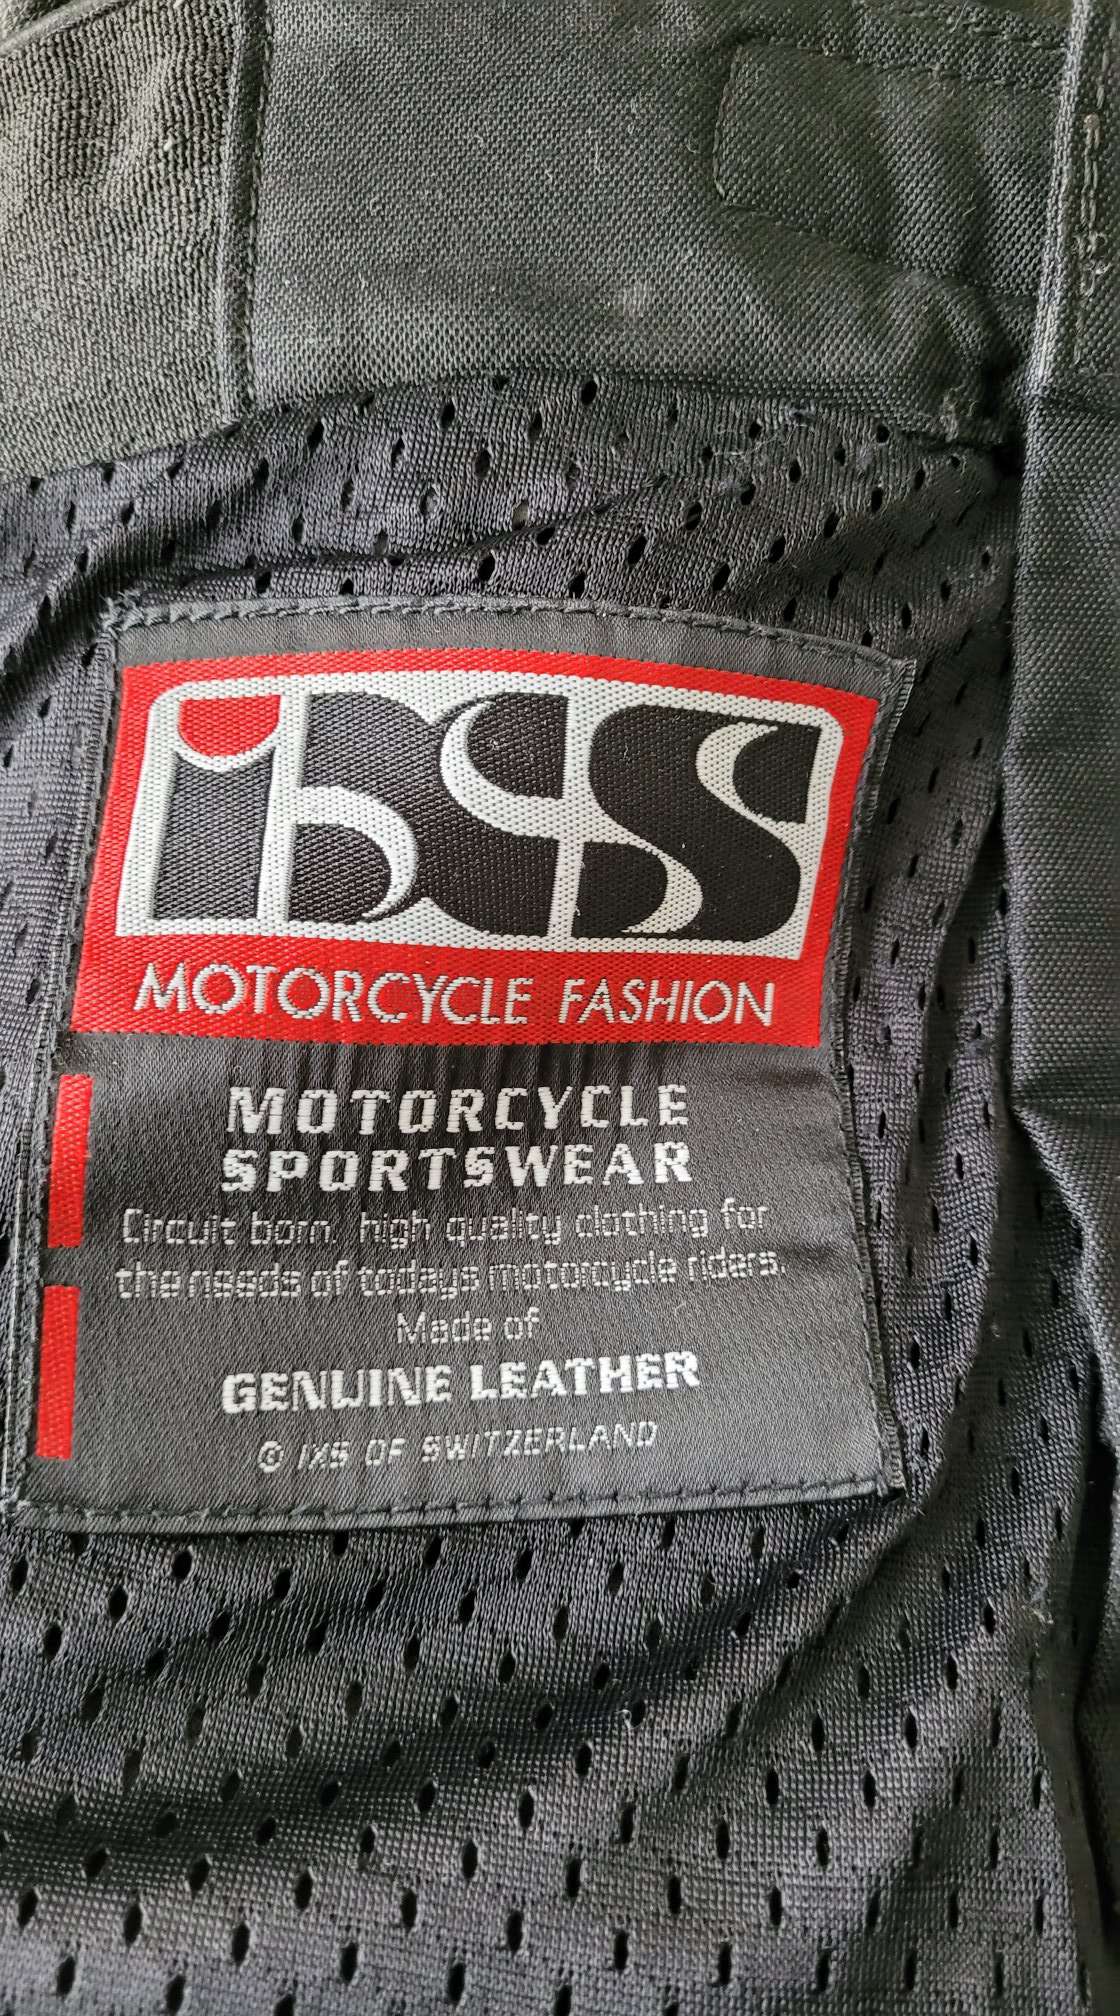 iXS
MOTORCYCLE FASHION
MOTORCYCLE
SPORTSWEAR
Circuit born. high quality clothing for
the needs of todays motorcycle riders.
Made of
GENUINE LEATHER
© IXS OF SWITZERLAND